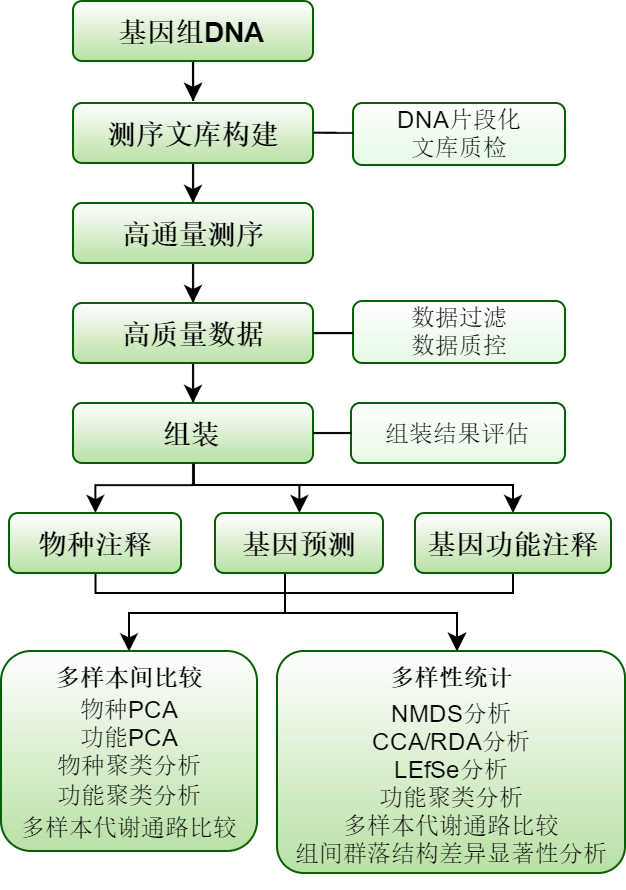 基因组DNA
测序文库构建
DNA片段化
文库质检
高通量测序
高质量数据
数据过滤
数据质控
组装
组装结果评估
物种注释
基因预测
基因功能注释
多样本间比较
物种PCA
功能PCA
物种聚类分析
功能聚类分析
多样本代谢通路比较
多样性统计
NMDS分析
CCA/RDA分析
LEfSe分析
功能聚类分析
多样本代谢通路比较
组间群落结构差异显著性分析